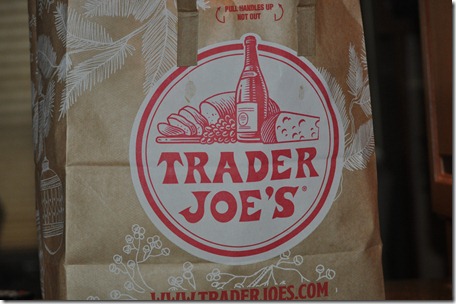 PULL HANDLES UP
NOT OUT
TRADER
JOE'S®
WWW.TRADERJOES.COM